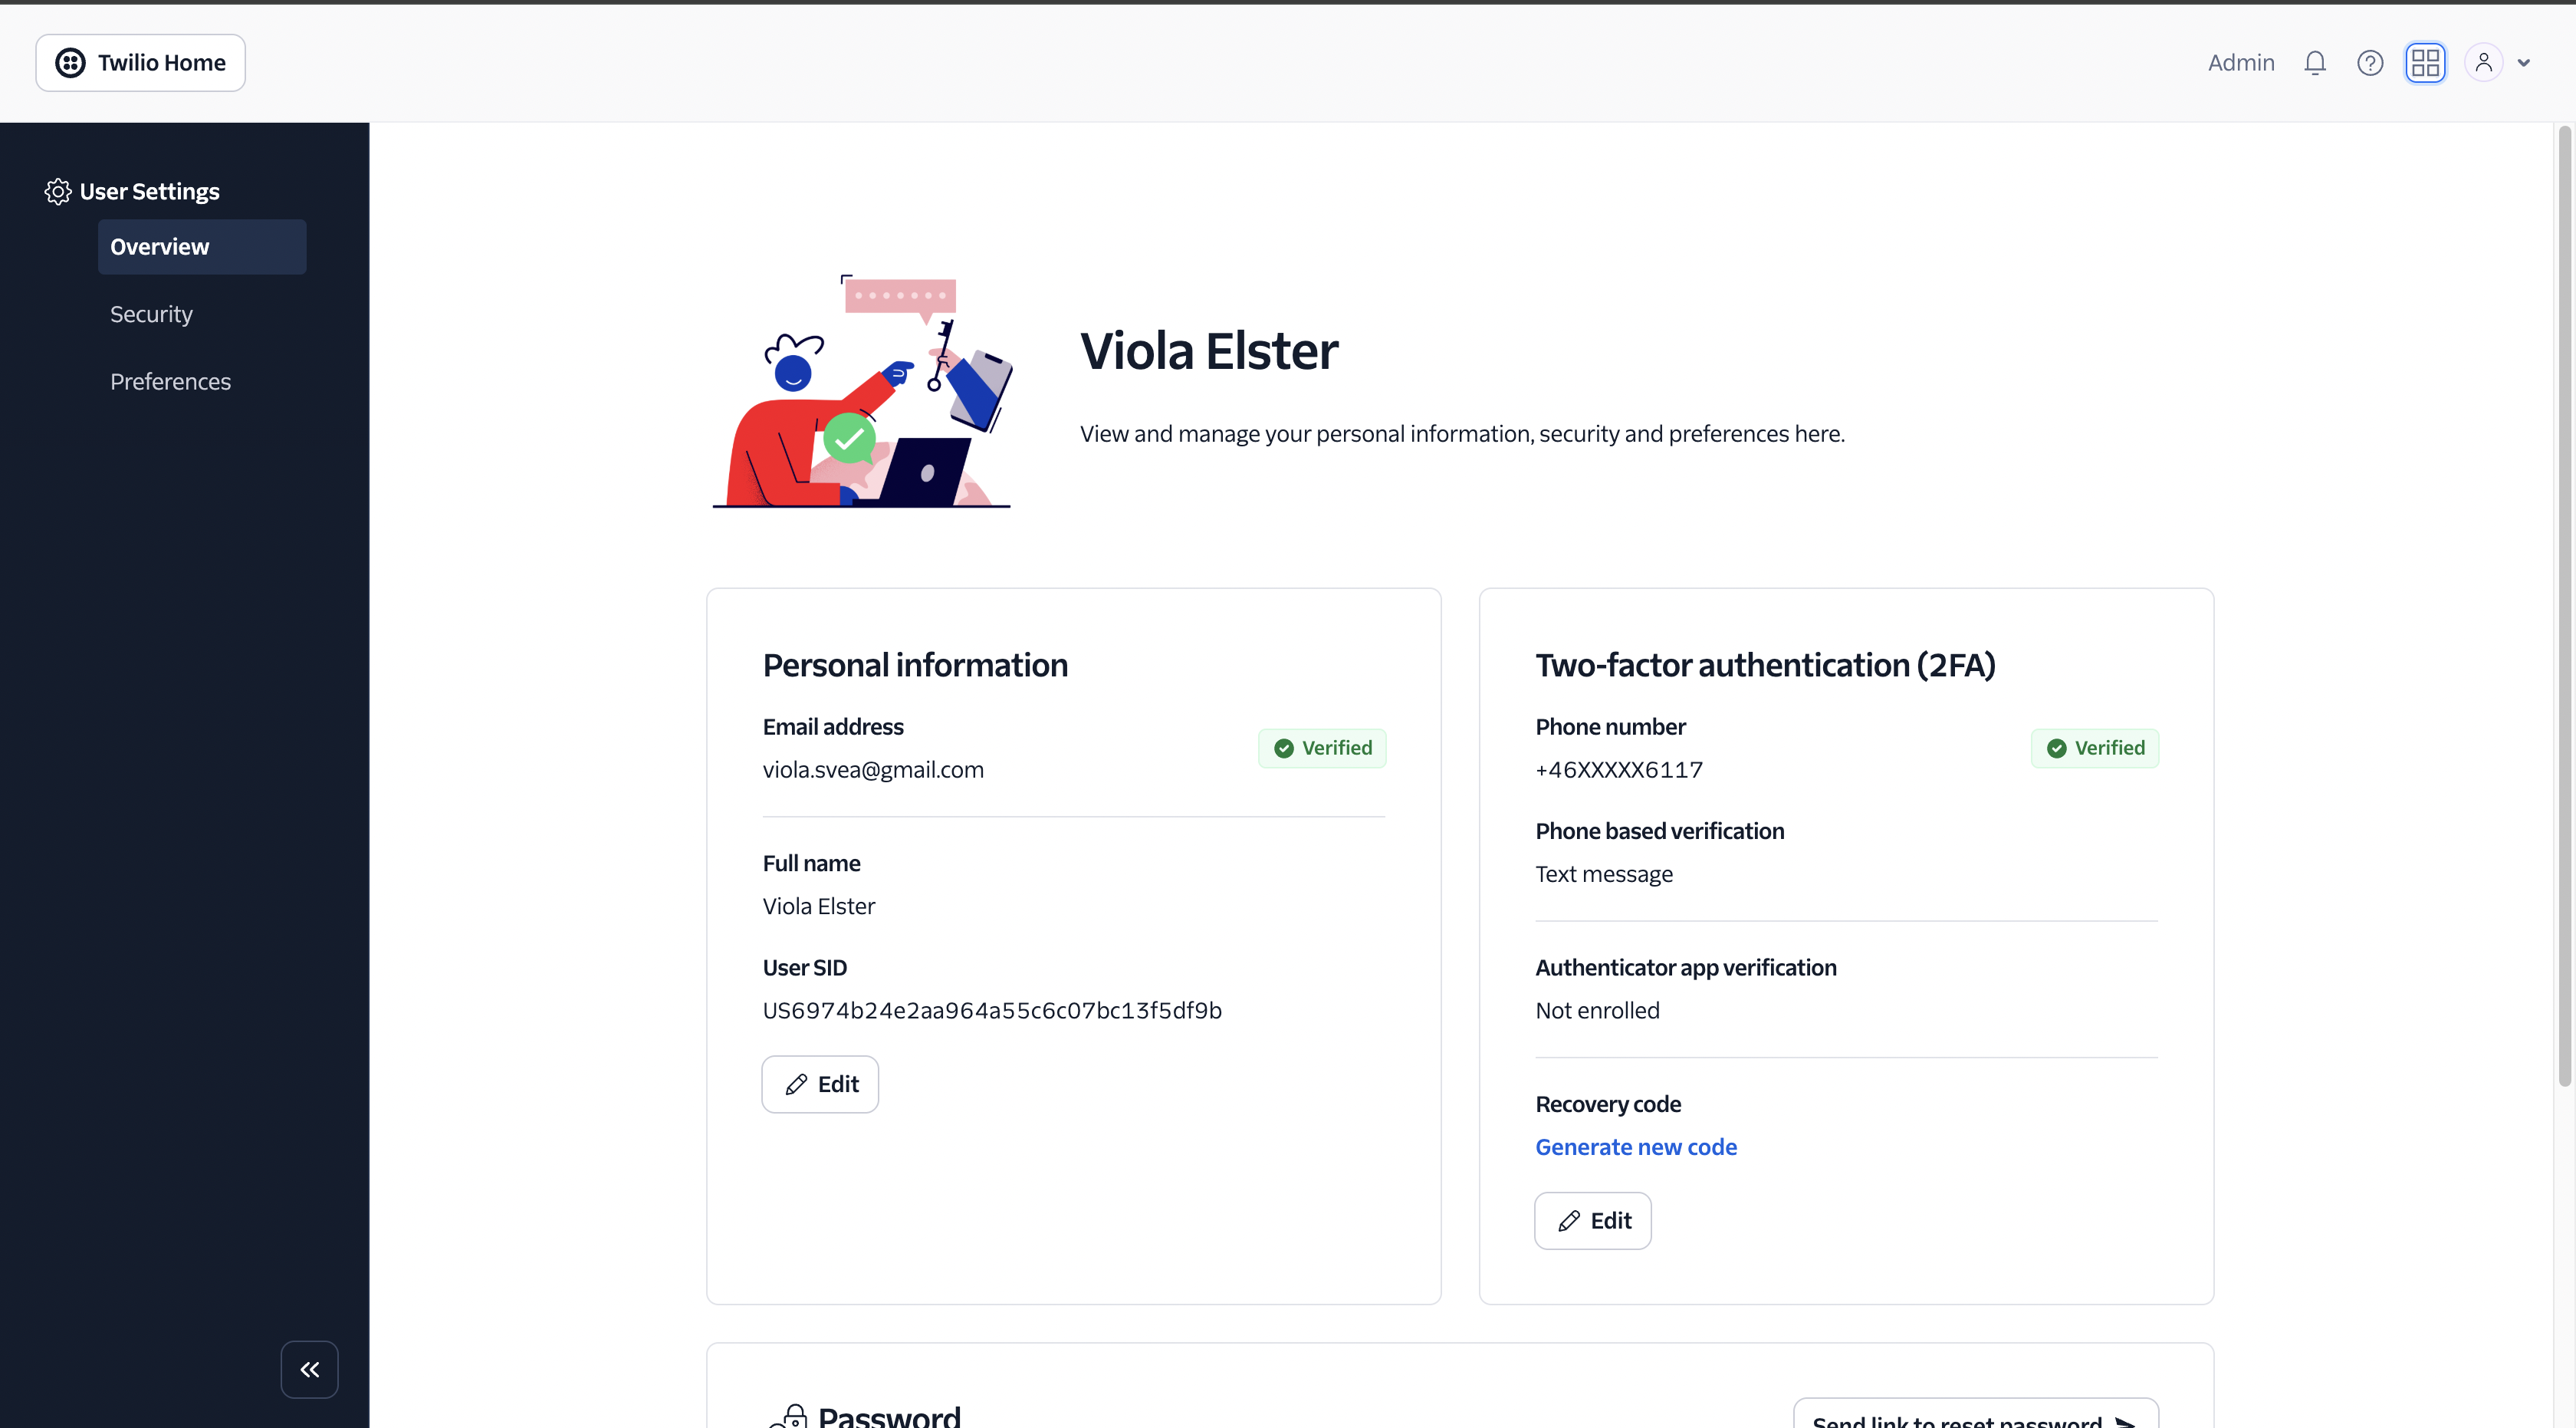 Twilio Home
Admin
User Settings
Overview
Security
Preferences
Viola Elster
View and manage your personal information, security and preferences here.
Personal information
Email address
viola.svea@gmail.com
Verified
Full name
Viola Elster
User SID
US6974b24e2aa964a55c6c07bc13f5df9b
Edit
Two-factor authentication (2FA)
Phone number
+46XXXXX6117
Verified
Phone based verification
Text message
Authenticator app verification
Not enrolled
Recovery code
Generate new code
Edit
Password
Send link to reset password